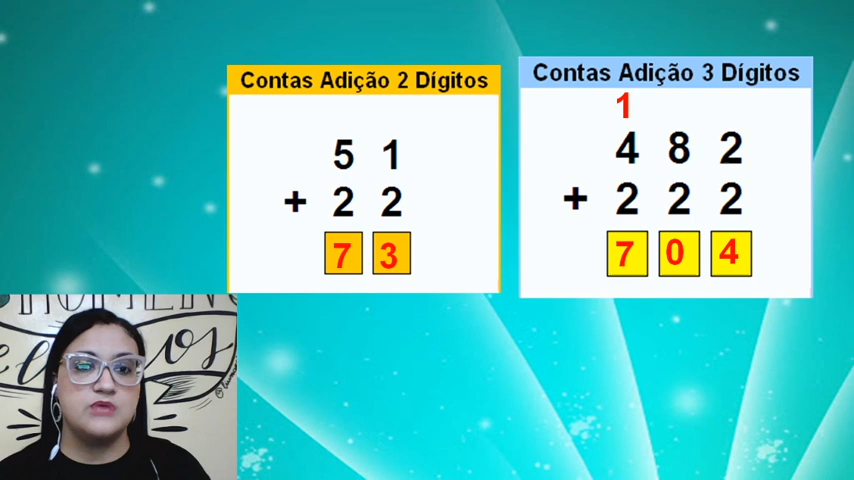 Contas Adição 2 Dígitos
5 1
+ 2 2
7 3
Contas Adição 3 Dígitos
1
4 8 2
+ 2 2 2
7 0 4
os